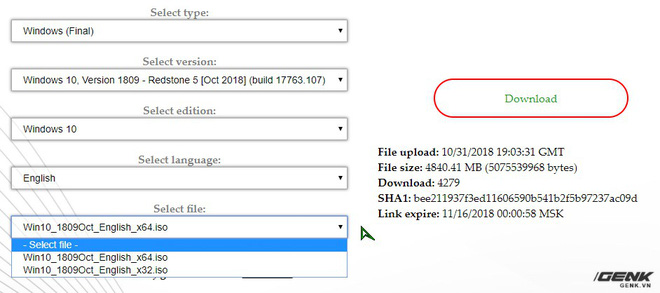 Select type:
Windows (Final)
Select version:
Windows 10, Version 1809 - Redstone 5 [Oct 2018] (build 17763.107)
Select edition:
Windows 10
Select language:
English
Select file:
Win10_1809Oct_English_x64.iso
- Select file -
Win10_1809Oct_English_x64.iso
Win10_1809Oct_English_x32.iso
Download
File upload: 10/31/2018 19:03:31 GMT
File size: 4840.41 MB (5075539968 bytes)
Download: 4279
SHA1: bee211937f3ed11606590b541b2f5b97237ac09d
Link expire: 11/16/2018 00:00:58 MSK
GENK
GENK.VN